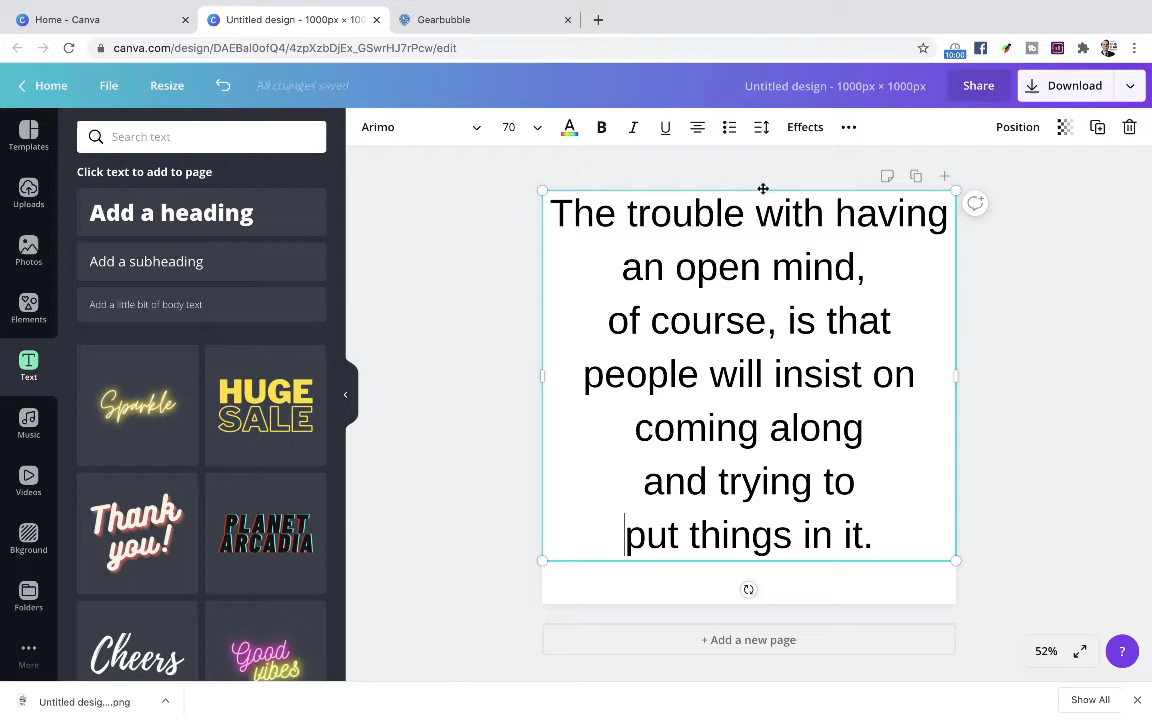 Home - Canva
Untitled design - 1000px × 100
Gearbubble
canva.com/design/DAEBal0ofQ4/4zpXzbDjEx_GSwrHJ7rPcw/edit
10:00
Home
File
Resize
All changes saved
Untitled design - 1000px × 1000px
Share
Download
Templates
Uploads
Photos
Elements
Text
Music
Videos
Bkground
Folders
More
Search text
Click text to add to page
Add a heading
Add a subheading
Add a little bit of body text
Sparkle
HUGE
SALE
Thank
you!
PLANET
ARCADIA
Cheers
Good
vibes
Arimo
70
B
I
U
Effects
Position
The trouble with having
an open mind,
of course, is that
people will insist on
coming along
and trying to
put things in it.
+ Add a new page
52%
?
Untitled desig....png
Show All